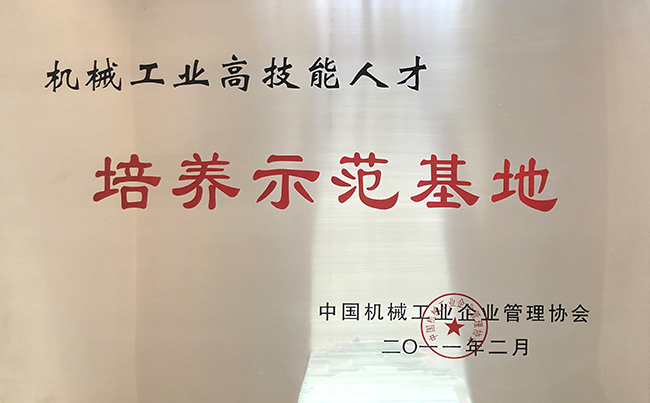 机械工业高技能人才
培养示范基地
中国机械工业企业管理协会
二〇一一年二月